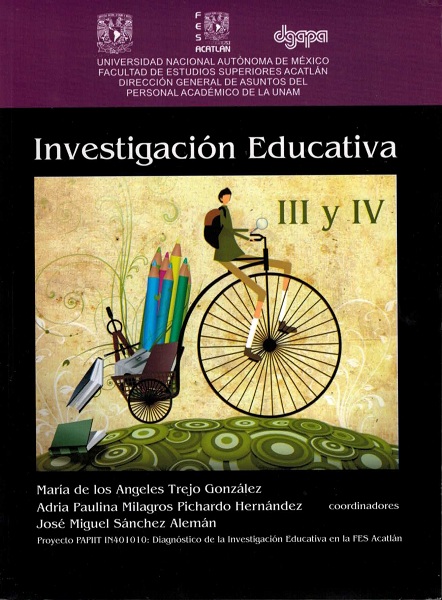 FES
ACATLÁN
dgapa
UNIVERSIDAD NACIONAL AUTÓNOMA DE MÉXICO
FACULTAD DE ESTUDIOS SUPERIORES ACATLÁN
DIRECCIÓN GENERAL DE ASUNTOS DEL
PERSONAL ACADÉMICO DE LA UNAM
Investigación Educativa
III y IV
María de los Angeles Trejo González
Adria Paulina Milagros Pichardo Hernández
coordinadores
José Miguel Sánchez Alemán
Proyecto PAPIIT IN401010: Diagnóstico de la Investigación Educativa en la FES Acatlán